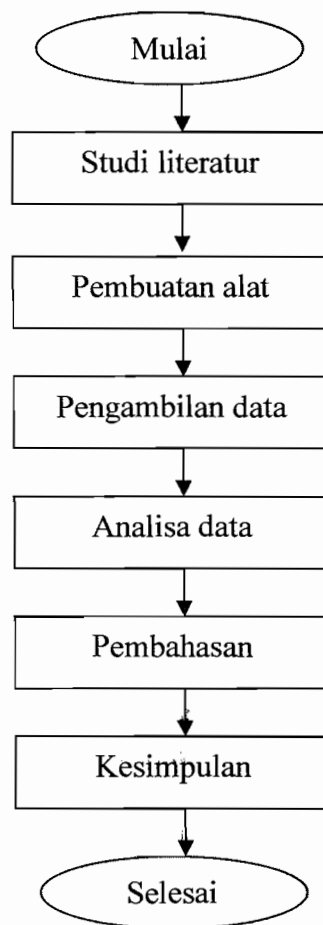 Mulai
Studi literatur
Pembuatan alat
Pengambilan data
Analisa data
Pembahasan
Kesimpulan
Selesai